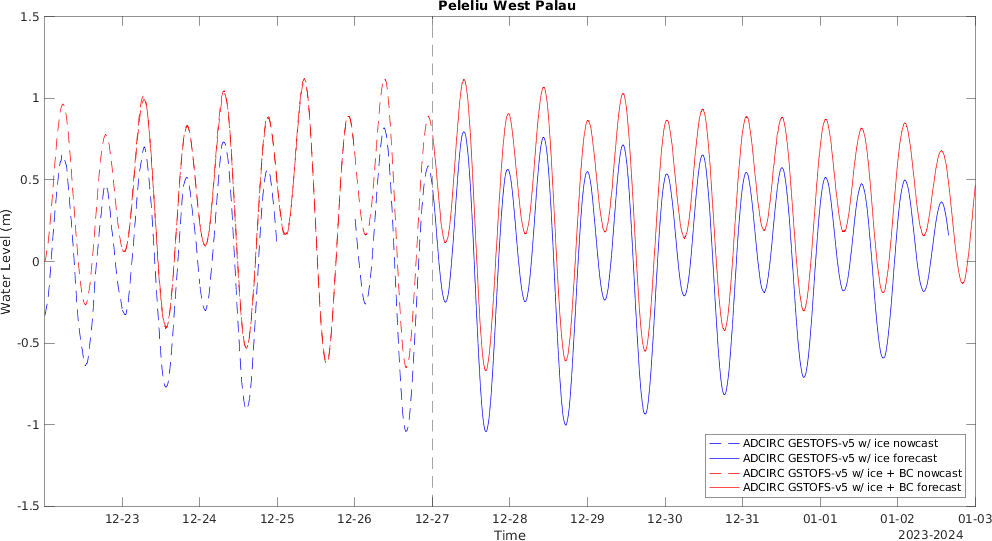 Peleliu West Palau
Water Level (m)
1.5
1
0.5
0
-0.5
-1
-1.5
ADCIRC GESTOFS-v5 w/ ice nowcast
ADCIRC GESTOFS-v5 w/ ice forecast
ADCIRC GSTOFS-v5 w/ ice + BC nowcast
ADCIRC GSTOFS-v5 w/ ice + BC forecast
12-23 12-24 12-25 12-26 12-27 12-28 12-29 12-30 12-31 01-01 01-02 01-03
2023-2024
Time